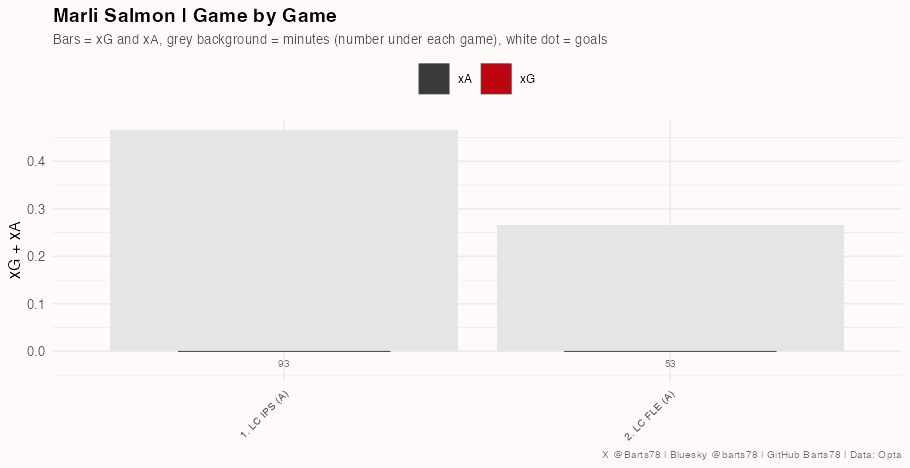 Marli Salmon | Game by Game
Bars = xG and xA, grey background = minutes (number under each game), white dot = goals
xA xG
xG + xA
0.4
0.3
0.2
0.1
0.0
93 53
1. LC IPS (A) 2. LC FLE (A)
X @Barts78 | Bluesky @barts78 | GitHub Barts78 | Data: Opta